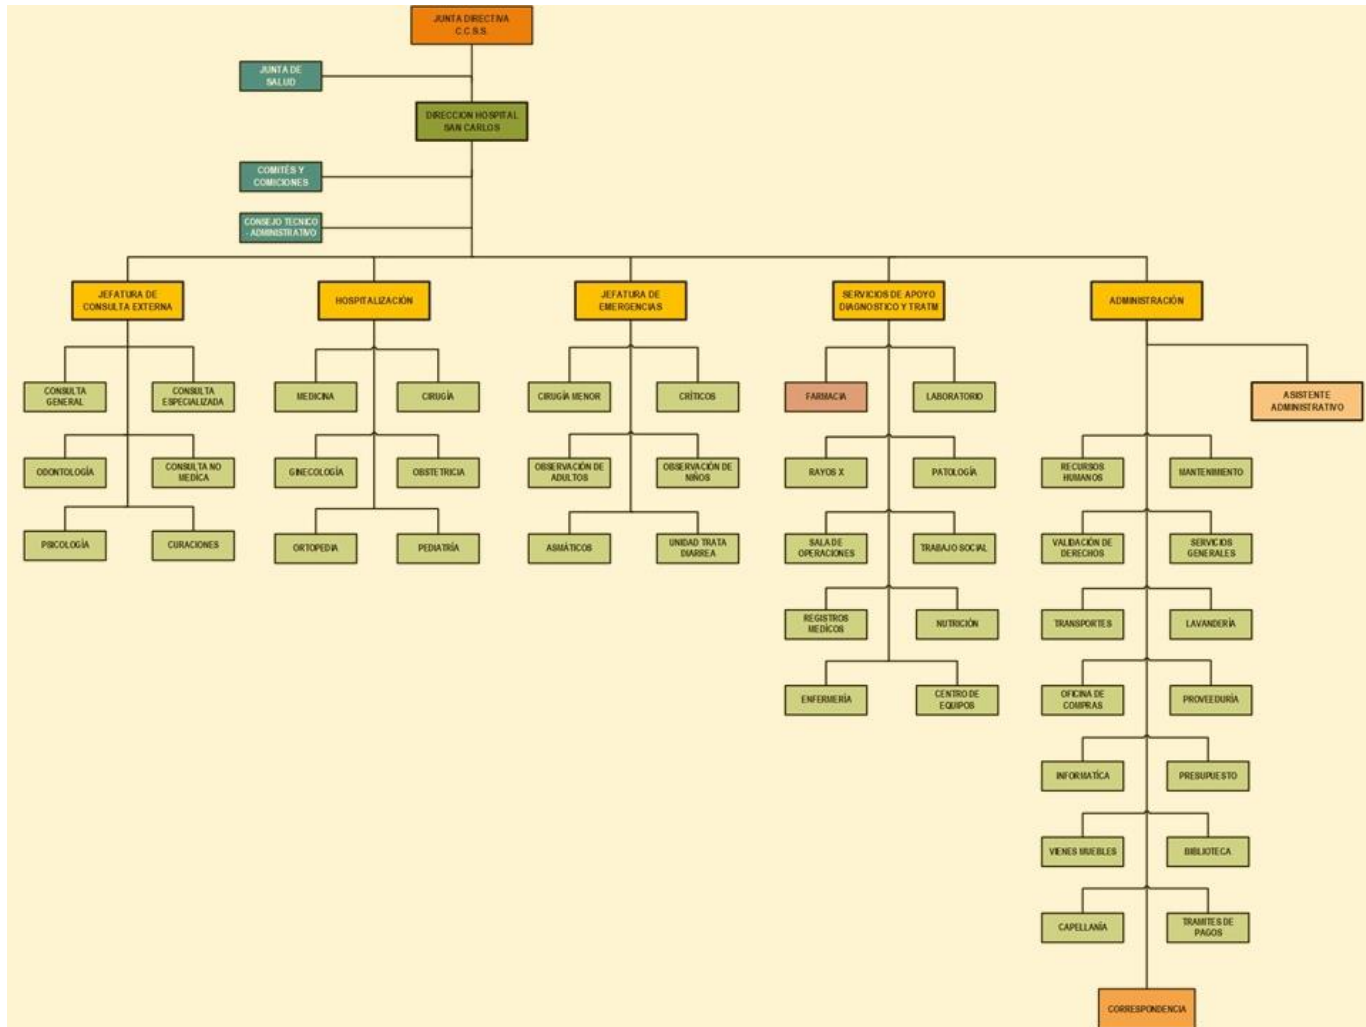 JUNTA DIRECTIVA
C.C.S.S.
JUNTA DE
SALUD
DIRECCION HOSPITAL
SAN CARLOS
COMITÉS Y
COMICIONES
CONSEJO TECNICO
- ADMINISTRATIVO
JEFATURA DE
CONSULTA EXTERNA
HOSPITALIZACIÓN
JEFATURA DE
EMERGENCIAS
SERVICIOS DE APOYO
DIAGNOSTICO Y TRATM
ADMINISTRACIÓN
CONSULTA
GENERAL
CONSULTA
ESPECIALIZADA
MEDICINA
CIRUGÍA
CIRUGÍA MENOR
CRÍTICOS
FARMACIA
LABORATORIO
ASISTENTE
ADMINISTRATIVO
ODONTOLOGÍA
CONSULTA NO
MEDÍCA
GINECOLOGÍA
OBSTETRICIA
OBSERVACIÓN DE
ADULTOS
OBSERVACIÓN DE
NIÑOS
RAYOS X
PATOLOGÍA
RECURSOS
HUMANOS
MANTENIMIENTO
PSICOLOGÍA
CURACIONES
ORTOPEDIA
PEDIATRÍA
ASMÁTICOS
UNIDAD TRATA
DIARREA
SALA DE
OPERACIONES
TRABAJO SOCIAL
VALIDACIÓN DE
DERECHOS
SERVICIOS
GENERALES
REGISTROS
MEDÍCOS
NUTRICIÓN
TRANSPORTES
LAVANDERÍA
ENFERMERÍA
CENTRO DE
EQUIPOS
OFICINA DE
COMPRAS
PROVEEDURÍA
INFORMATÍCA
PRESUPUESTO
VIENES MUEBLES
BIBLIOTECA
CAPELLANÍA
TRAMITES DE
PAGOS
CORRESPONDENCIA